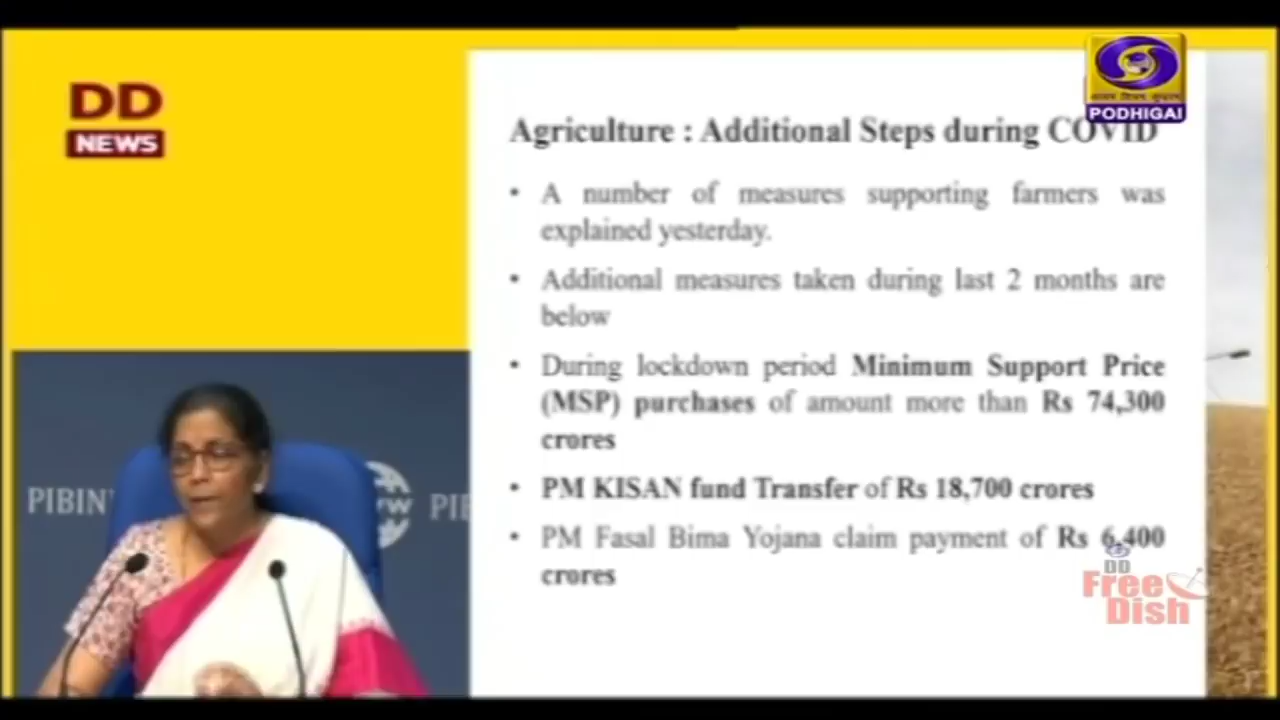 DD
NEWS
PODHIGAI
Agriculture : Additional Steps during COVID
• A number of measures supporting farmers was
explained yesterday.
• Additional measures taken during last 2 months are
below
• During lockdown period Minimum Support Price
(MSP) purchases of amount more than Rs 74,300
crores
• PM KISAN fund Transfer of Rs 18,700 crores
• PM Fasal Bima Yojana claim payment of Rs 6,400
crores
PIBIN
PIB
DD
Free
Dish